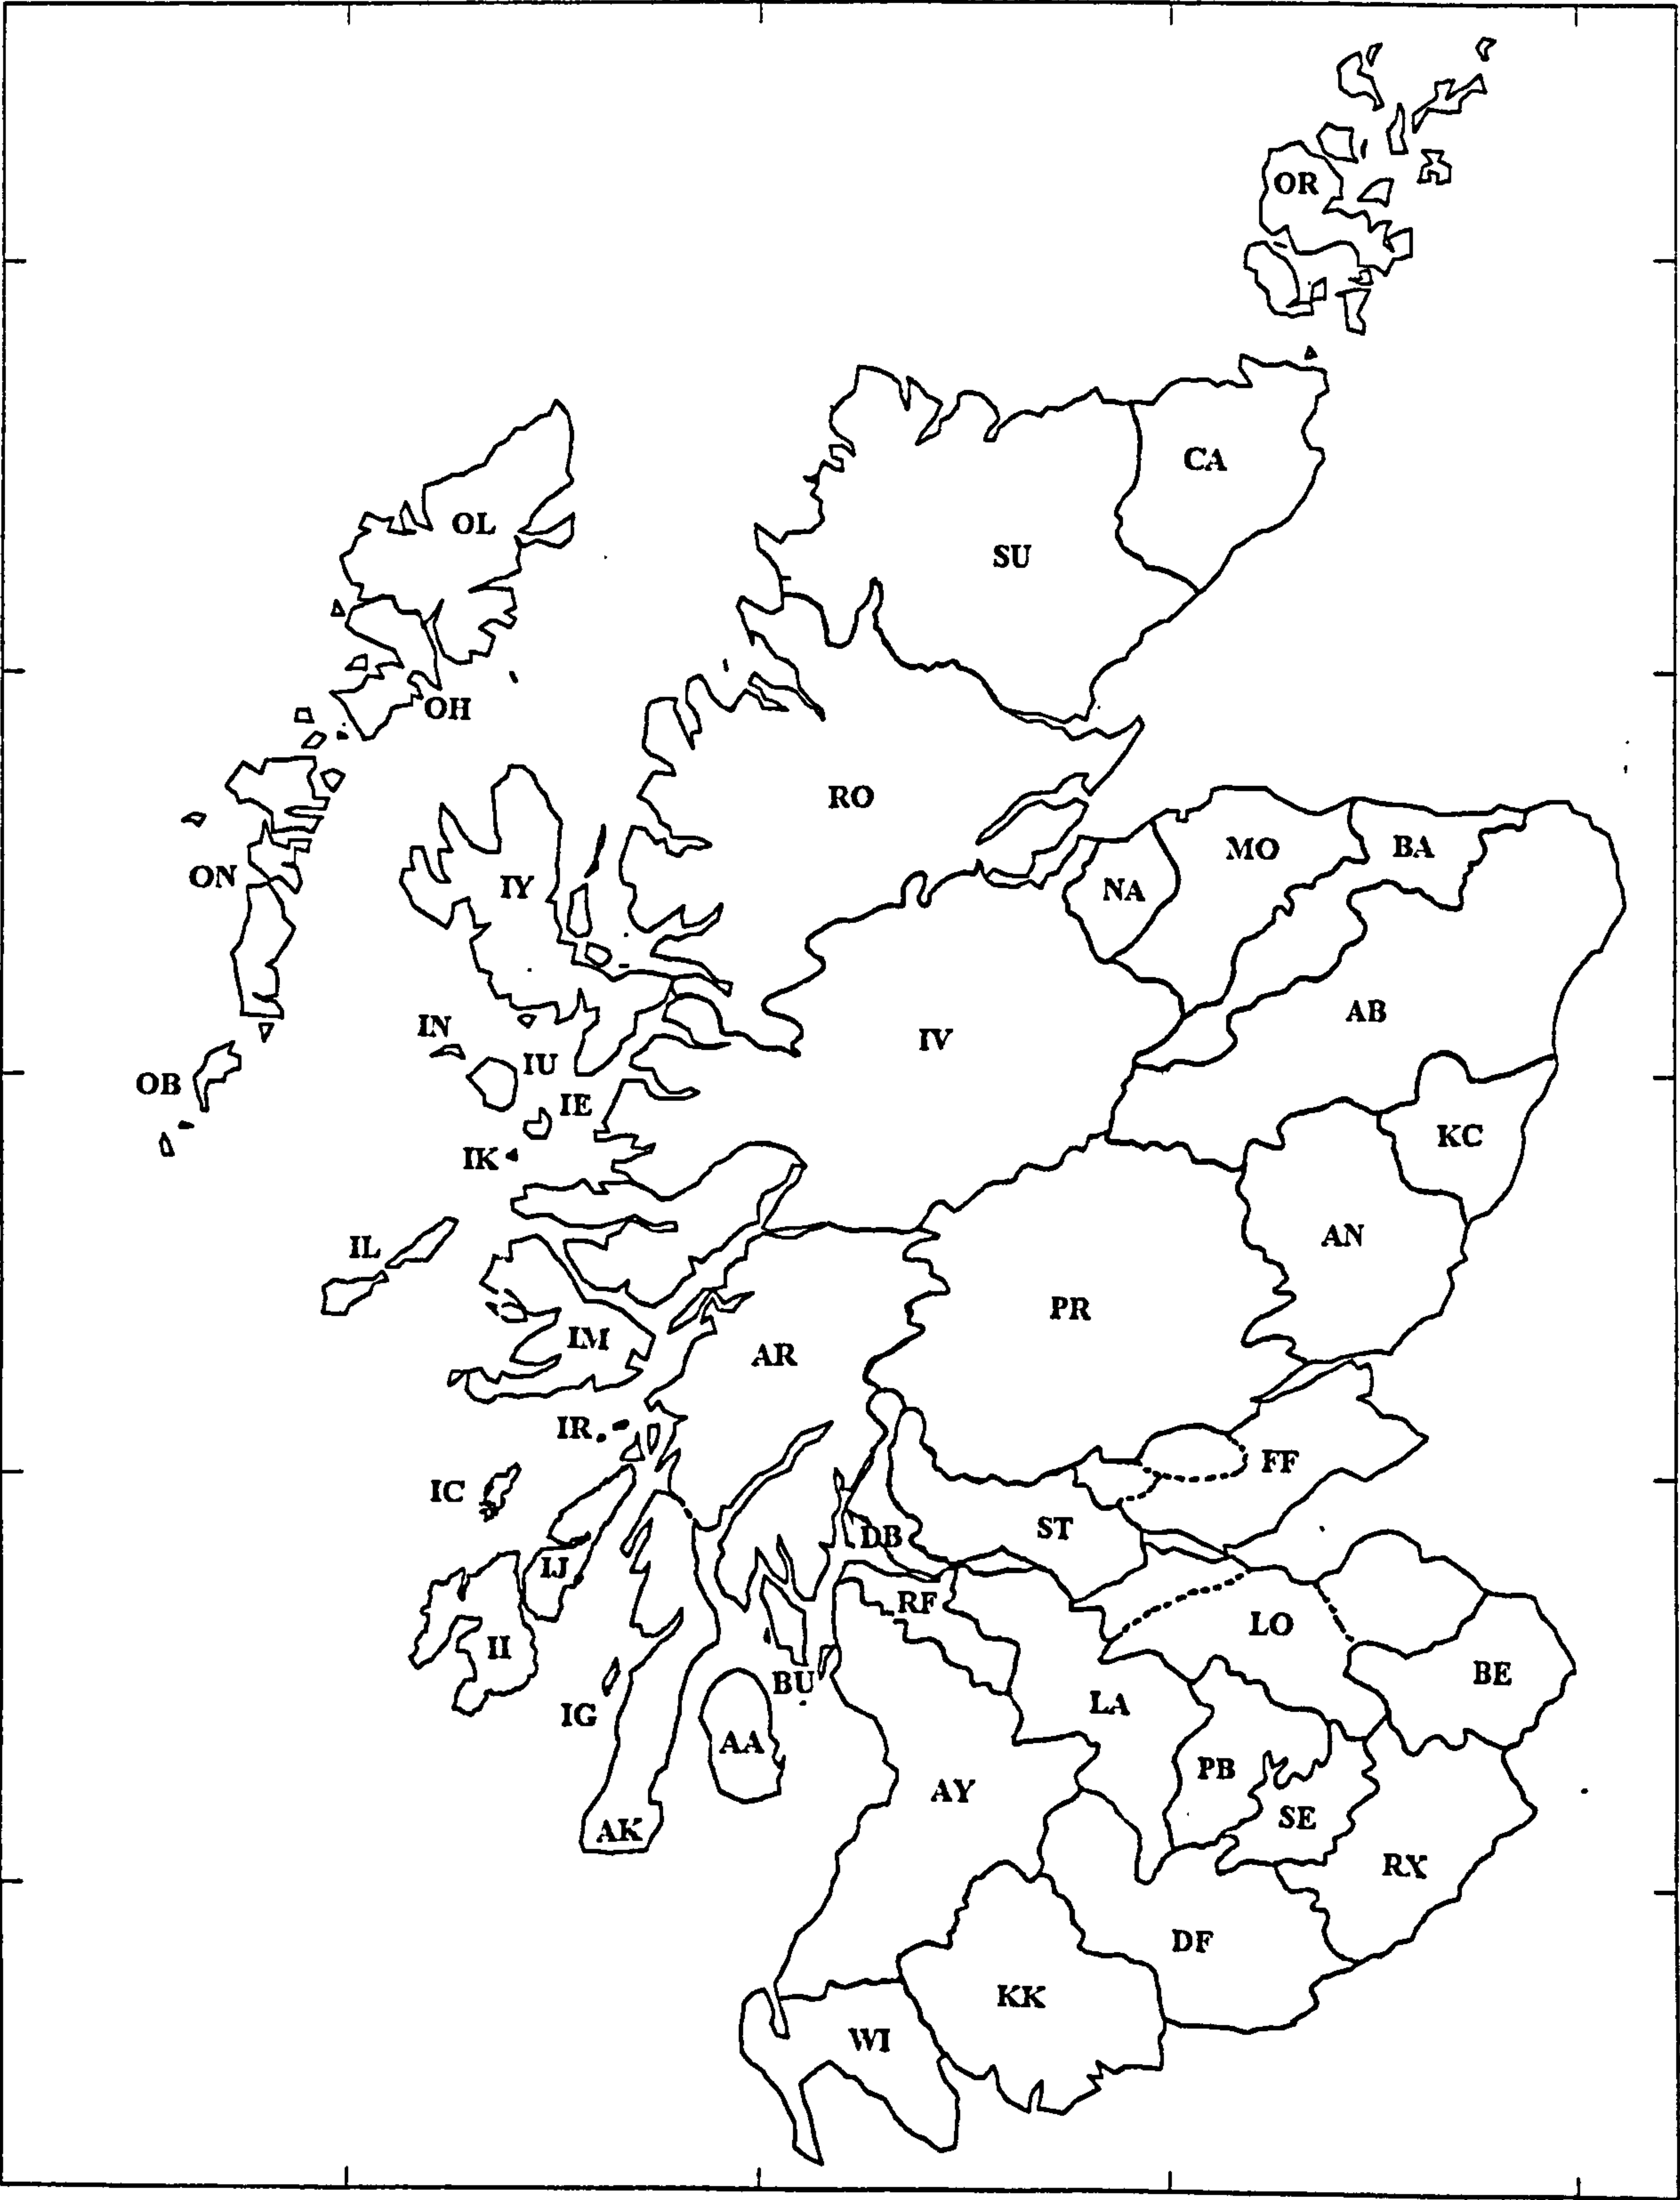 OR
CA
OL
SU
OH
RO
MO
BA
ON
IY
NA
AB
IN
IV
IU
OB
IE
KC
IK
AN
IL
PR
IM
AR
IR
FF
IC
ST
DB
IJ
RF
LO
II
BE
BU
LA
IG
AA
PB
AY
SE
AK
RX
DF
KK
WI